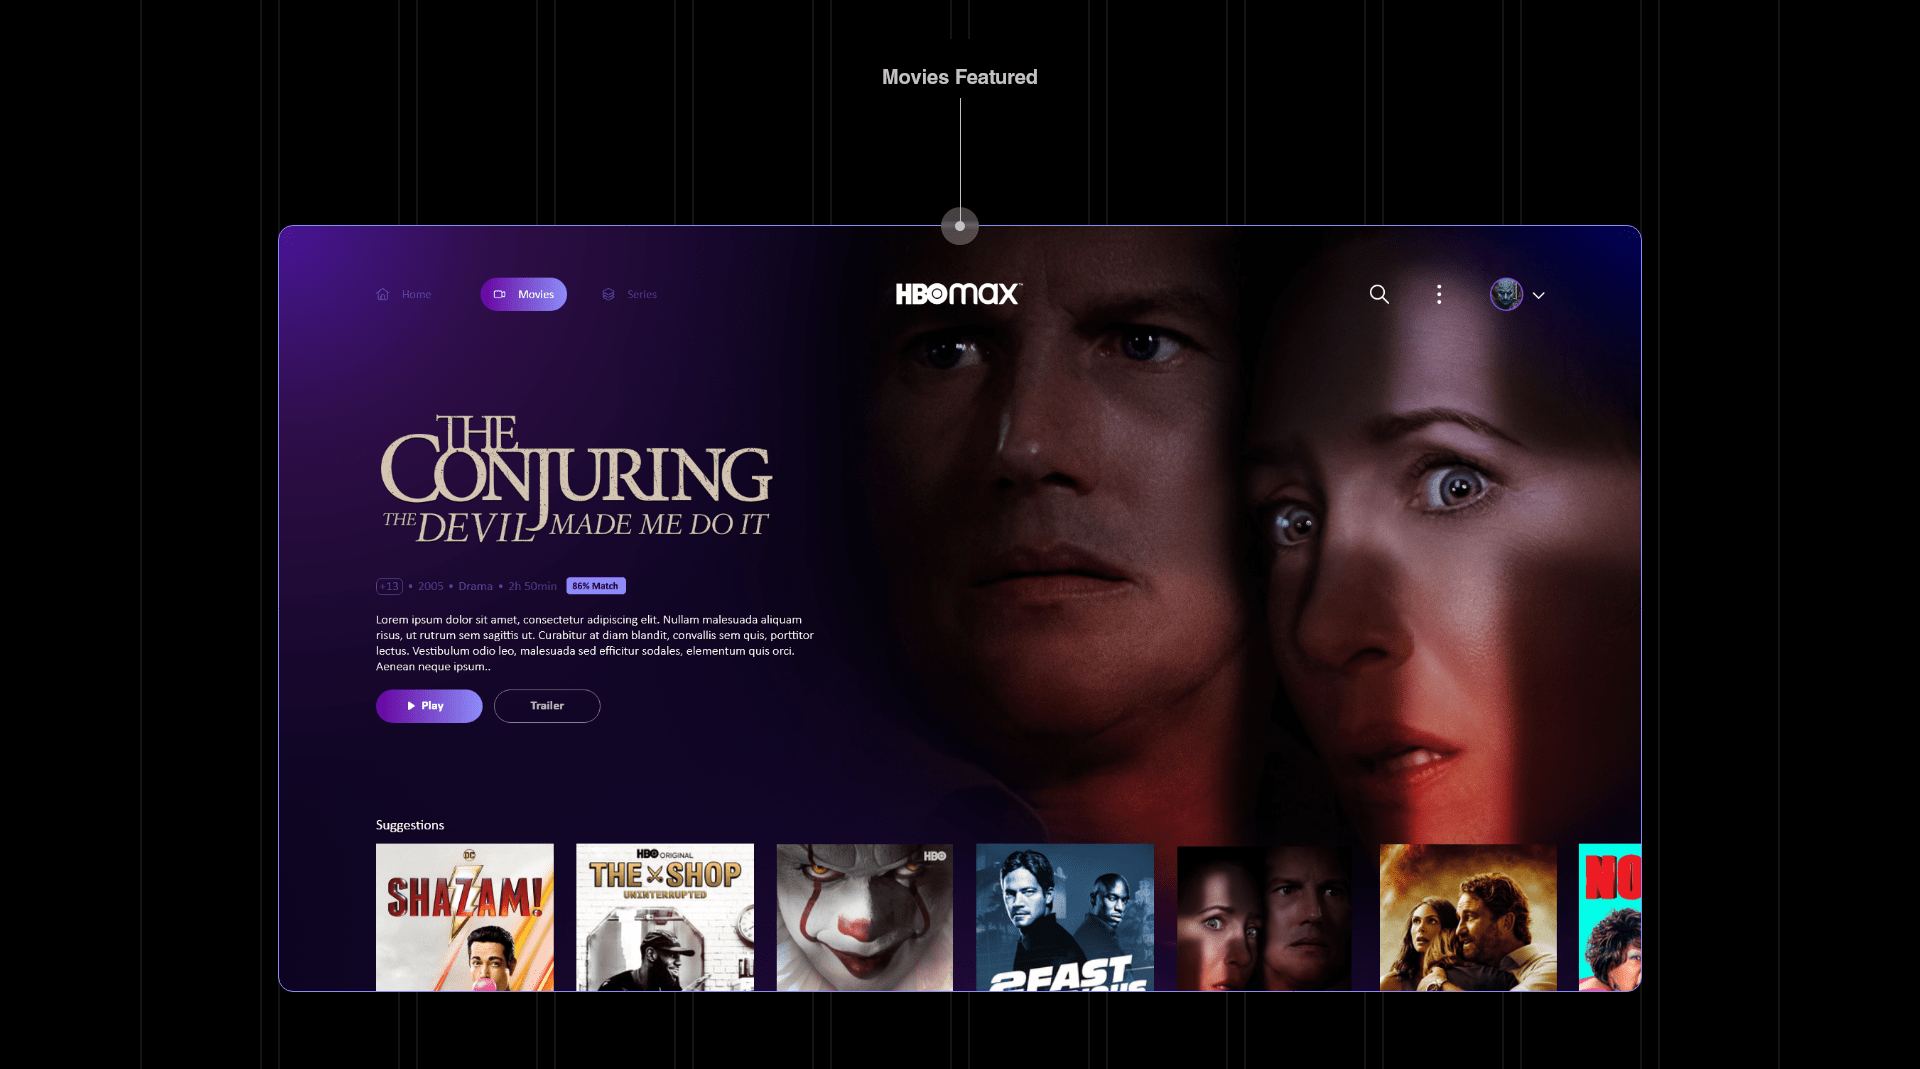 Movies Featured
Home
Movies
Series
HBOmax™
THE
CONJURING
THE DEVIL MADE ME DO IT
+13 • 2005 • Drama • 2h 50min 86% Match
Lorem ipsum dolor sit amet, consectetur adipiscing elit. Nullam malesuada aliquam
risus, ut rutrum sem sagittis ut. Curabitur at diam blandit, convallis sem quis, porttitor
lectus. Vestibulum odio leo, malesuada sed efficitur sodales, elementum quis orci.
Aenean neque ipsum..
Play
Trailer
Suggestions
DC
SHAZAM!
HBO ORIGINAL
THE SHOP
UNINTERRUPTED
HBO
2FAST
NO